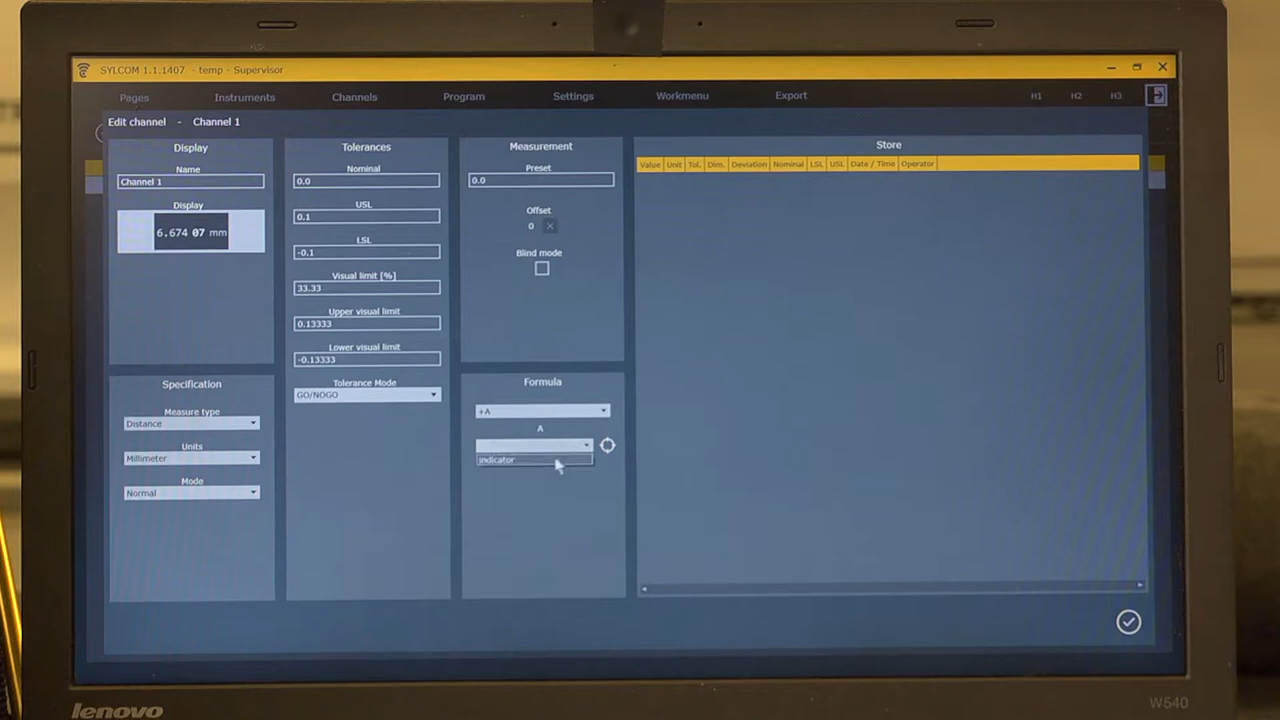 SYLCOM 1.1.1407 - temp - Supervisor
Pages Instruments Channels Program Settings Workmenu Export H1 H2 H3
Edit channel - Channel 1
Display
Name
Channel 1
Display
6.674 07 mm
Specification
Measure type
Distance
Units
Millimeter
Mode
Normal
Tolerances
Nominal
0.0
USL
0.1
LSL
-0.1
Visual limit [%]
33.33
Upper visual limit
0.13333
Lower visual limit
-0.13333
Tolerance Mode
GO/NOGO
Measurement
Preset
0.0
Offset
0
Blind mode
Formula
+A
A
indicator
Store
Value Unit Tol. Dim. Deviation Nominal LSL USL Date / Time Operator
lenovo
W540